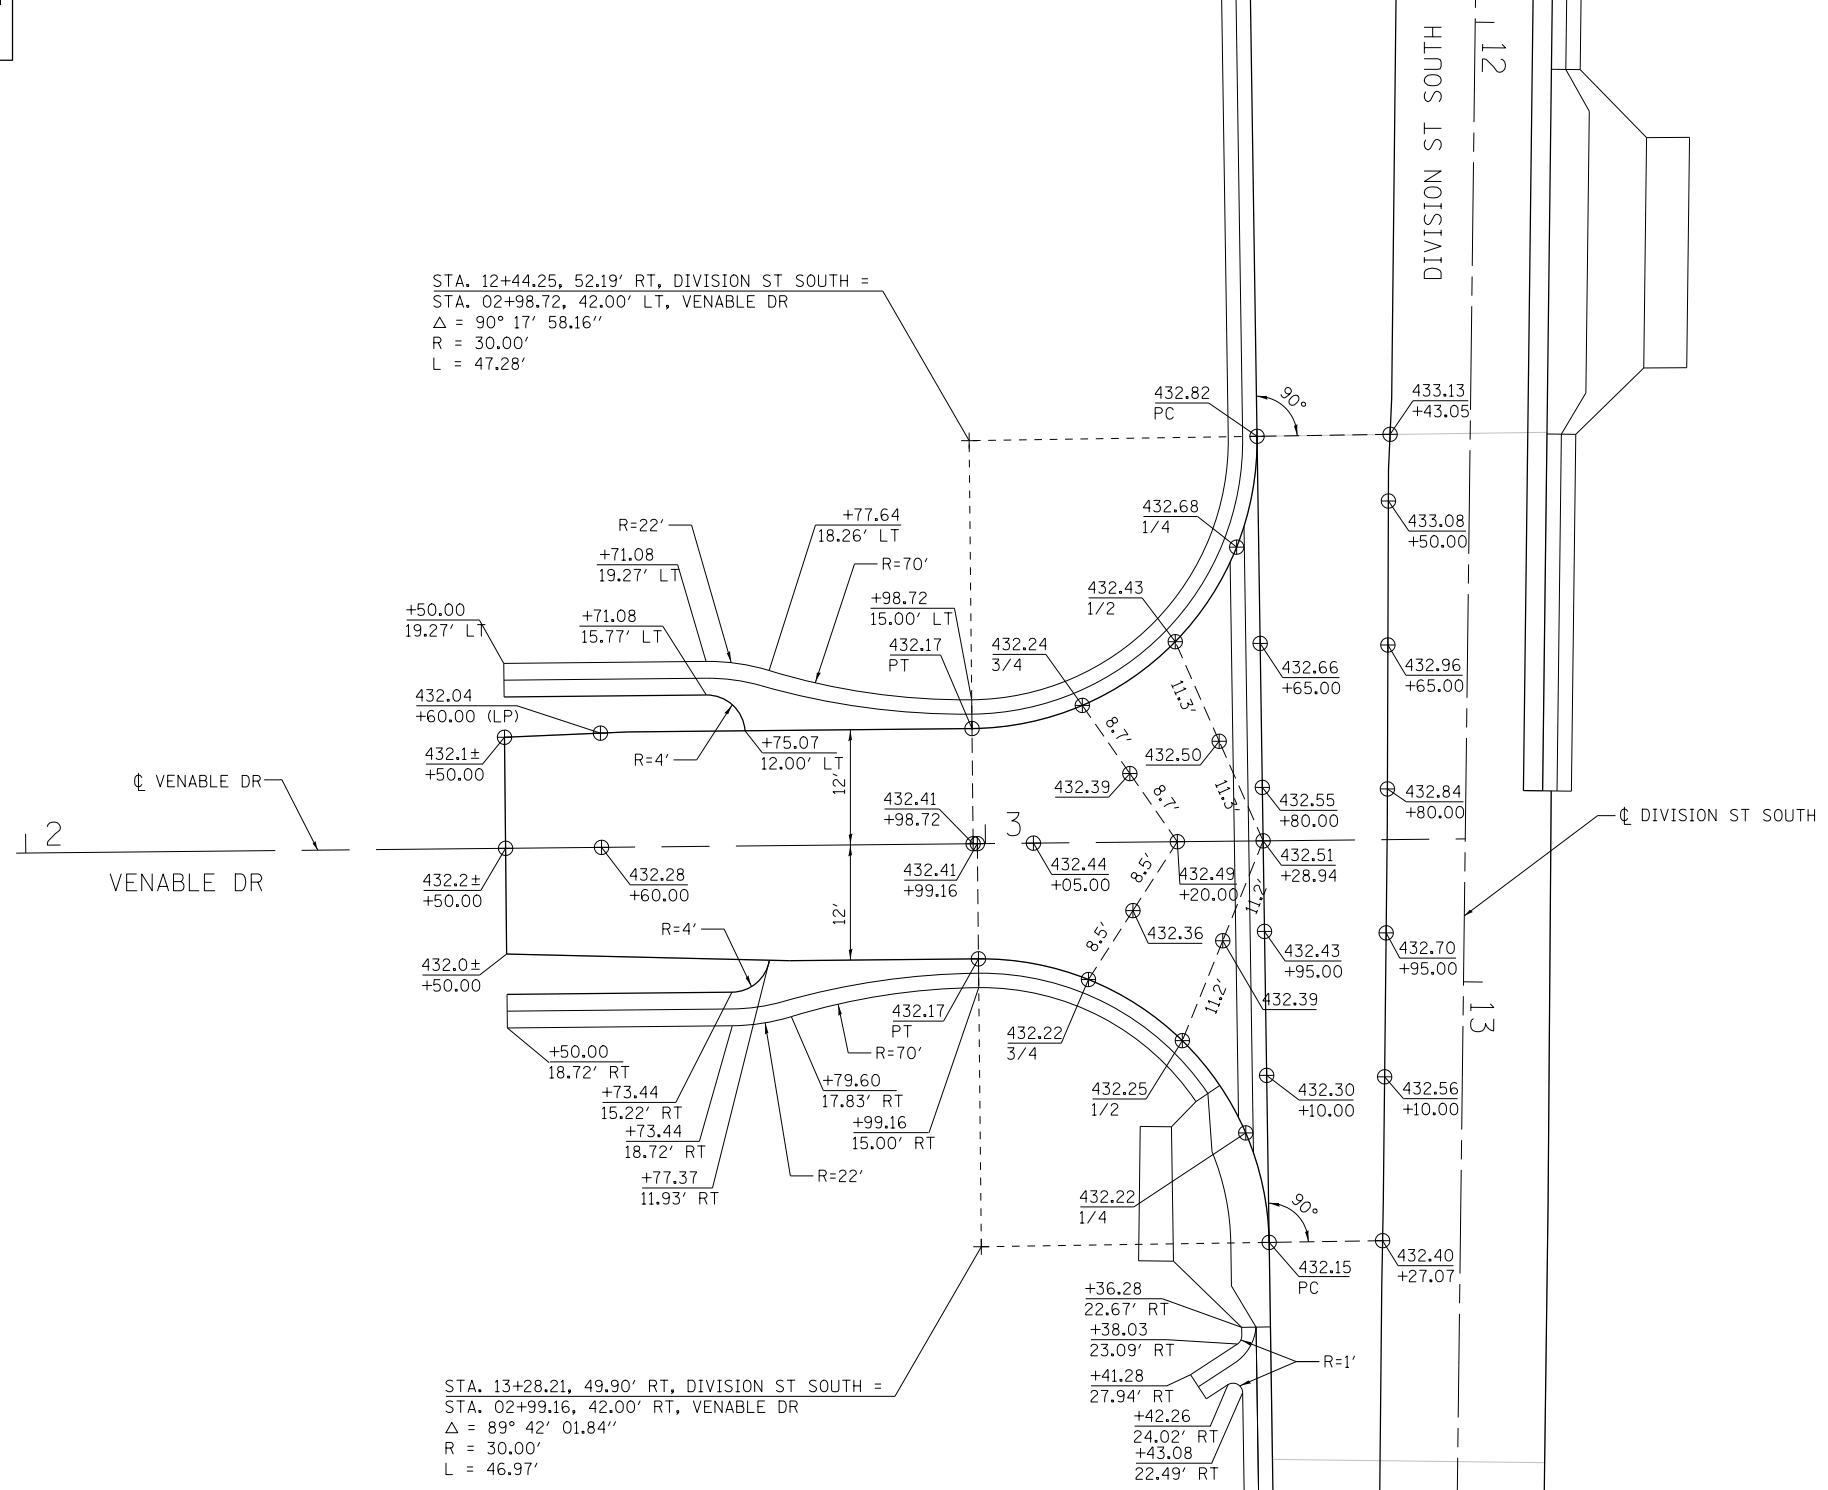 12
DIVISION ST SOUTH
STA. 12+44.25, 52.19' RT, DIVISION ST SOUTH =
STA. 02+98.72, 42.00' LT, VENABLE DR
△ = 90° 17' 58.16''
R = 30.00'
L = 47.28'
432.82
PC
90°
433.13
+43.05
432.68
1/4
433.08
+50.00
R=22'
+77.64
18.26' LT
+71.08
19.27' LT
R=70'
432.43
1/2
+98.72
15.00' LT
+50.00
19.27' LT
+71.08
15.77' LT
432.17
PT
432.24
3/4
432.66
+65.00
432.96
+65.00
432.04
+60.00 (LP)
11.3'
8.7'
432.1±
+50.00
R=4'
+75.07
12.00' LT
432.50
432.39
8.7'
11.3'
12'
432.55
+80.00
432.84
+80.00
℄ VENABLE DR
℄ DIVISION ST SOUTH
2
VENABLE DR
432.41
+98.72
3
432.2±
+50.00
432.28
+60.00
432.41
+99.16
432.44
+05.00
8.5'
432.49
+20.00
432.51
+28.94
11.2'
12'
R=4'
432.36
8.5'
432.43
+95.00
432.70
+95.00
432.0±
+50.00
432.39
11.2'
13
432.17
PT
432.22
3/4
+50.00
18.72' RT
R=70'
+73.44
15.22' RT
+79.60
17.83' RT
432.25
1/2
432.30
+10.00
432.56
+10.00
+73.44
18.72' RT
+99.16
15.00' RT
+77.37
11.93' RT
R=22'
432.22
1/4
90°
432.15
PC
432.40
+27.07
+36.28
22.67' RT
+38.03
23.09' RT
R=1'
+41.28
27.94' RT
+42.26
24.02' RT
+43.08
22.49' RT
STA. 13+28.21, 49.90' RT, DIVISION ST SOUTH =
STA. 02+99.16, 42.00' RT, VENABLE DR
△ = 89° 42' 01.84''
R = 30.00'
L = 46.97'